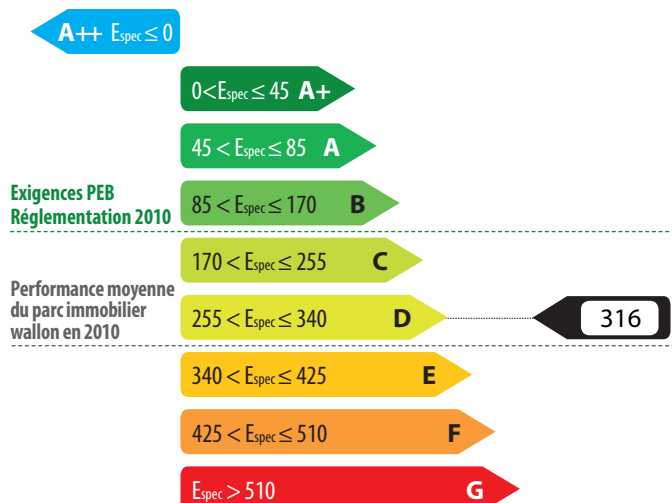 A++ Espec ≤ 0
0<Espec ≤ 45 A+
45 < Espec ≤ 85 A
Exigences PEB
Réglementation 2010
85 < Espec ≤ 170 B
170 < Espec ≤ 255 C
Performance moyenne
du parc immobilier
wallon en 2010
255 < Espec ≤ 340 D
316
340 < Espec ≤ 425 E
425 < Espec ≤ 510 F
Espec > 510 G